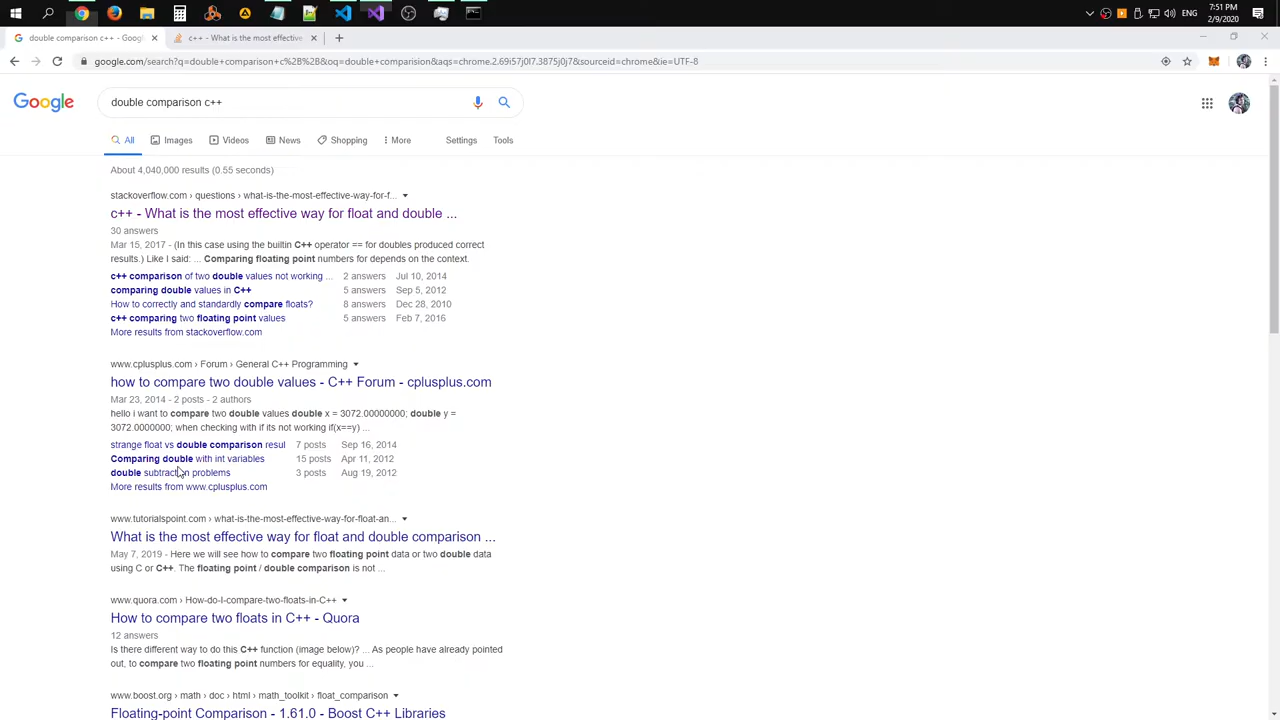 7:51 PM
ENG
2/9/2020
double comparison c++ - Goog
c++ - What is the most effective
google.com/search?q=double+comparison+c%2B%2B&oq=double+comparision&aqs=chrome.2.69i57j0l7.3875j0j7&sourceid=chrome&ie=UTF-8
Google
double comparison c++
All Images Videos News Shopping More Settings Tools
About 4,040,000 results (0.55 seconds)
stackoverflow.com › questions › what-is-the-most-effective-way-for-f...
c++ - What is the most effective way for float and double ...
30 answers
Mar 15, 2017 - (In this case using the builtin C++ operator == for doubles produced correct
results.) Like I said: ... Comparing floating point numbers for depends on the context.
c++ comparison of two double values not working ... 2 answers Jul 10, 2014
comparing double values in C++ 5 answers Sep 5, 2012
How to correctly and standardly compare floats? 8 answers Dec 28, 2010
c++ comparing two floating point values 5 answers Feb 7, 2016
More results from stackoverflow.com
www.cplusplus.com › Forum › General C++ Programming
how to compare two double values - C++ Forum - cplusplus.com
Mar 23, 2014 - 2 posts - 2 authors
hello i want to compare two double values double x = 3072.00000000; double y =
3072.0000000; when checking with if its not working if(x==y) ...
strange float vs double comparison resul 7 posts Sep 16, 2014
Comparing double with int variables 15 posts Apr 11, 2012
double subtraction problems 3 posts Aug 19, 2012
More results from www.cplusplus.com
www.tutorialspoint.com › what-is-the-most-effective-way-for-float-an...
What is the most effective way for float and double comparison ...
May 7, 2019 - Here we will see how to compare two floating point data or two double data
using C or C++. The floating point / double comparison is not ...
www.quora.com › How-do-I-compare-two-floats-in-C++
How to compare two floats in C++ - Quora
12 answers
Is there different way to do this C++ function (image below)? ... As people have already pointed
out, to compare two floating point numbers for equality, you ...
www.boost.org › math › doc › html › math_toolkit › float_comparison
Floating-point Comparison - 1.61.0 - Boost C++ Libraries